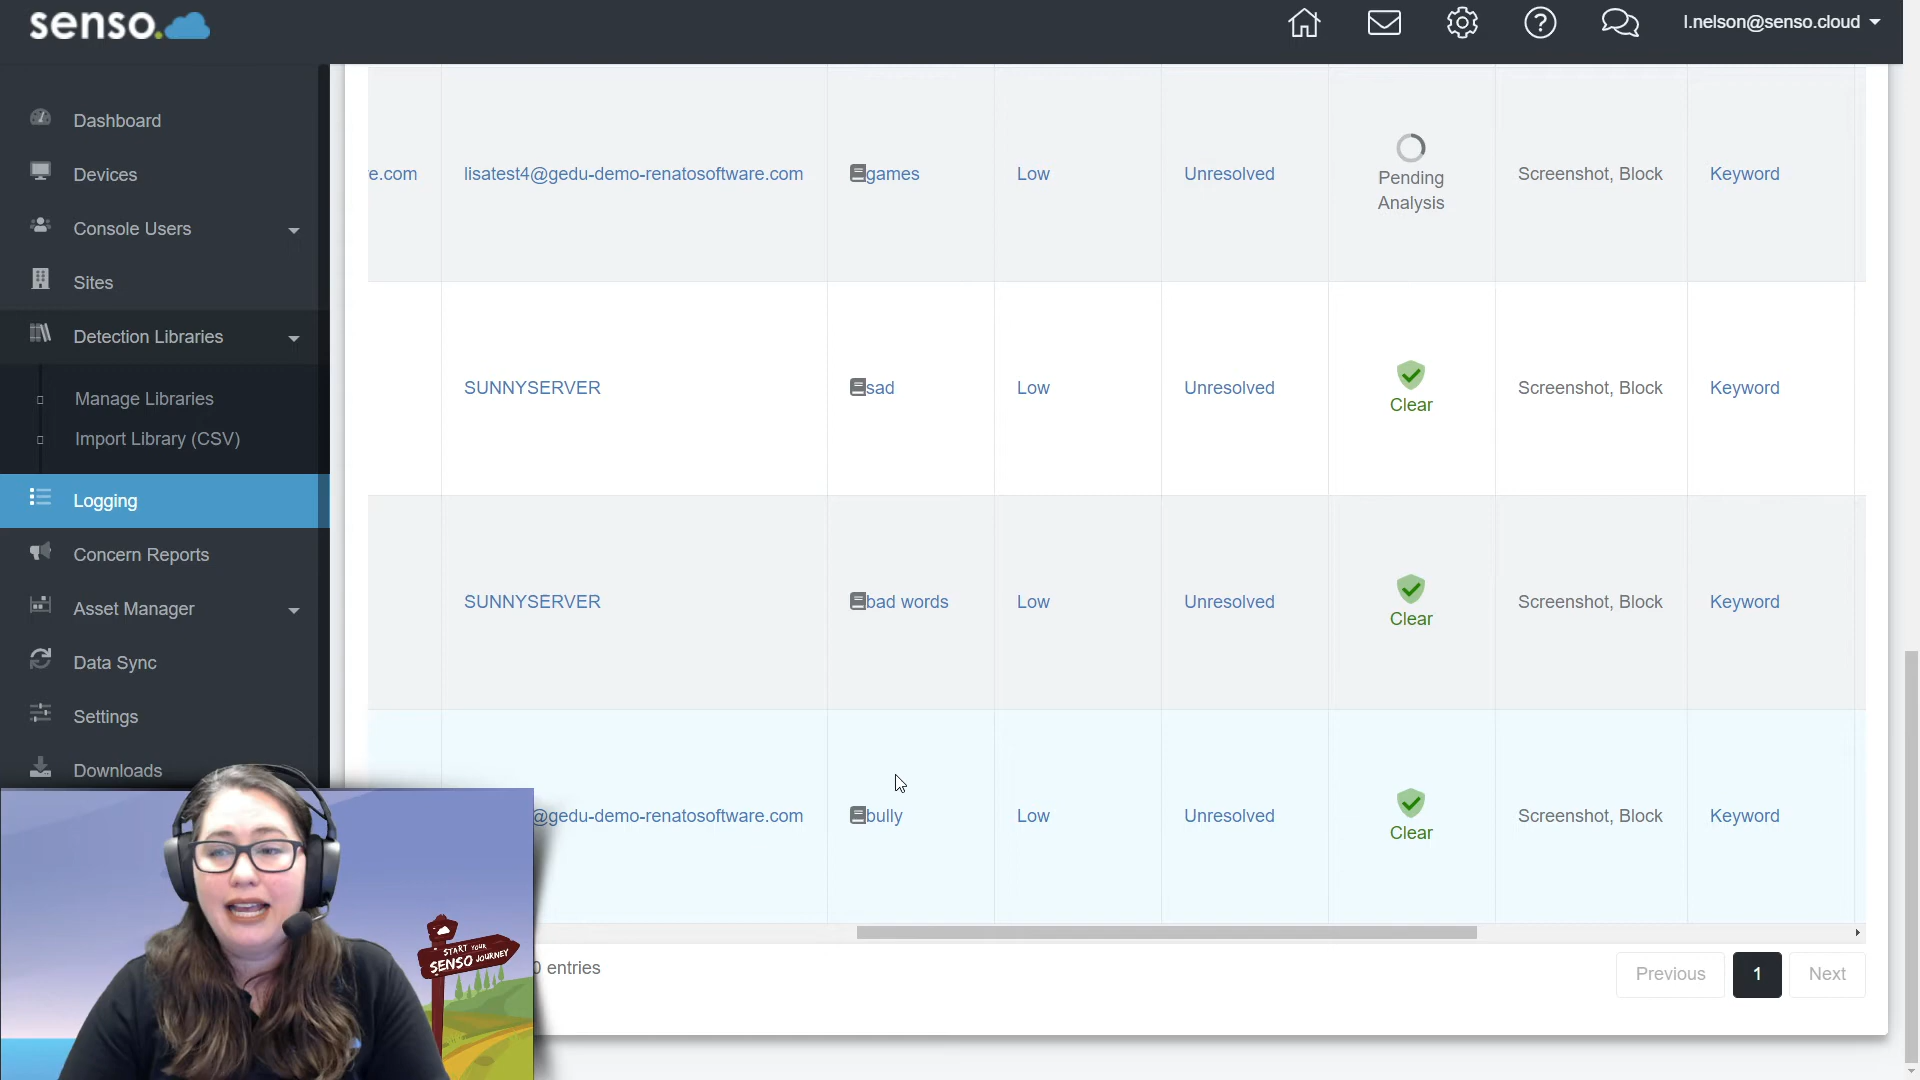 senso.
l.nelson@senso.cloud
Dashboard
Devices
Console Users
Sites
Detection Libraries
Manage Libraries
Import Library (CSV)
Logging
Concern Reports
Asset Manager
Data Sync
Settings
Downloads
e.com lisatest4@gedu-demo-renatosoftware.com games Low Unresolved Pending Analysis Screenshot, Block Keyword
SUNNYSERVER sad Low Unresolved Clear Screenshot, Block Keyword
SUNNYSERVER bad words Low Unresolved Clear Screenshot, Block Keyword
@gedu-demo-renatosoftware.com bully Low Unresolved Clear Screenshot, Block Keyword
0 entries
Previous 1 Next
START YOUR
SENSO JOURNEY